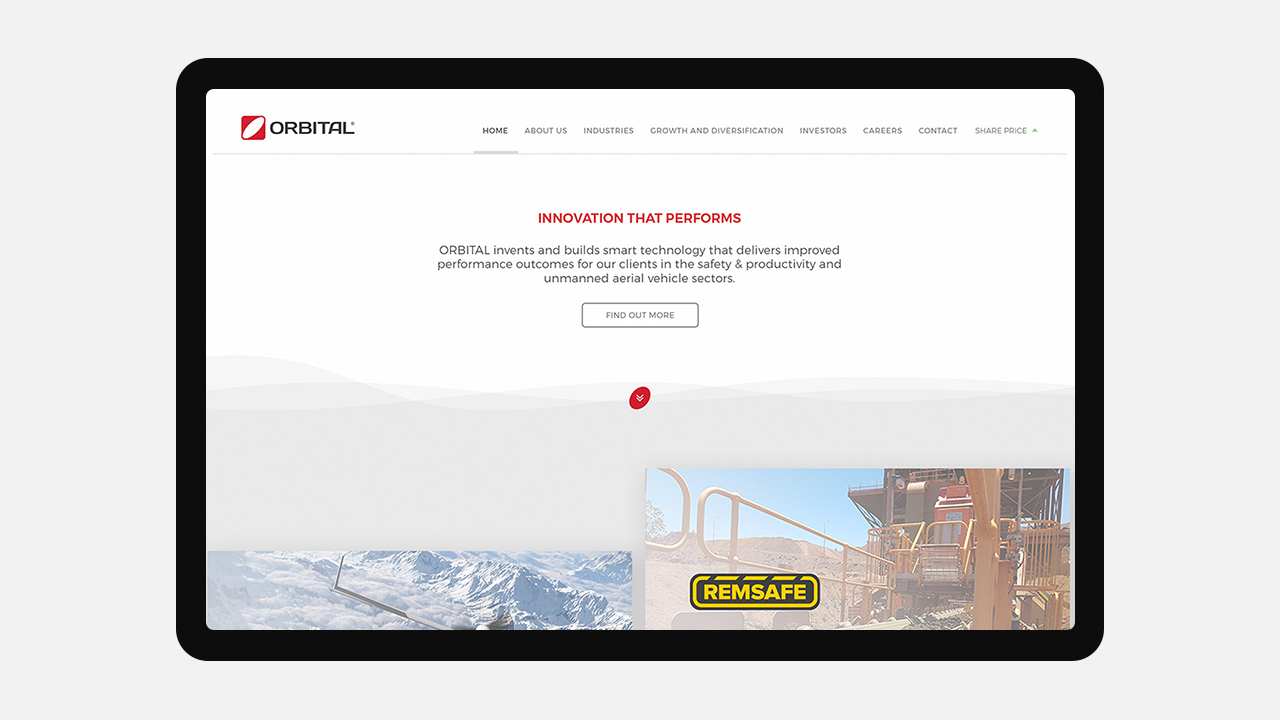 ORBITAL®
HOME ABOUT US INDUSTRIES GROWTH AND DIVERSIFICATION INVESTORS CAREERS CONTACT SHARE PRICE
INNOVATION THAT PERFORMS
ORBITAL invents and builds smart technology that delivers improved
performance outcomes for our clients in the safety & productivity and
unmanned aerial vehicle sectors.
FIND OUT MORE
REMSAFE